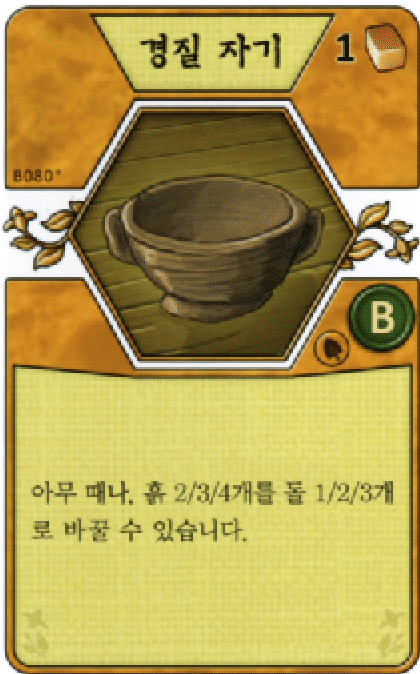 경질 자기
1
B080*
B
아무 때나, 흙 2/3/4개를 돌 1/2/3개
로 바꿀 수 있습니다.